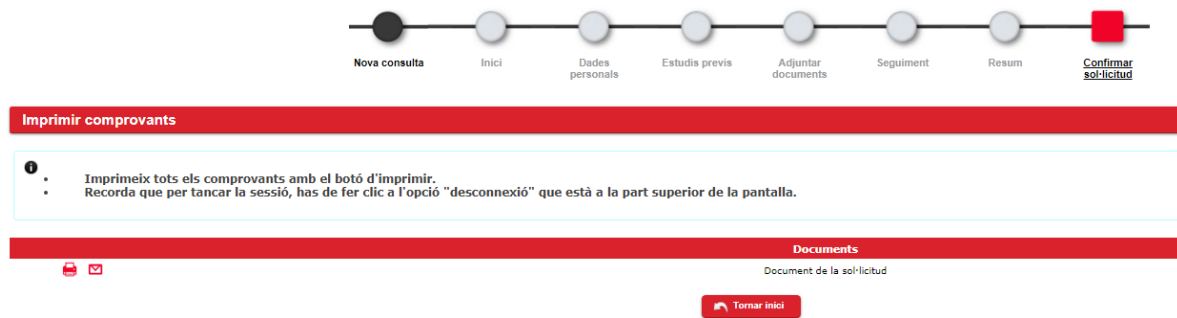 Nova consulta
Inici
Dades
personals
Estudis previs
Adjuntar
documents
Seguiment
Resum
Confirmar
sol·licitud
Imprimir comprovants
Imprimeix tots els comprovants amb el botó d'imprimir.
Recorda que per tancar la sessió, has de fer clic a l'opció "desconnexió" que està a la part superior de la pantalla.
Documents
Document de la sol·licitud
Tornar inici